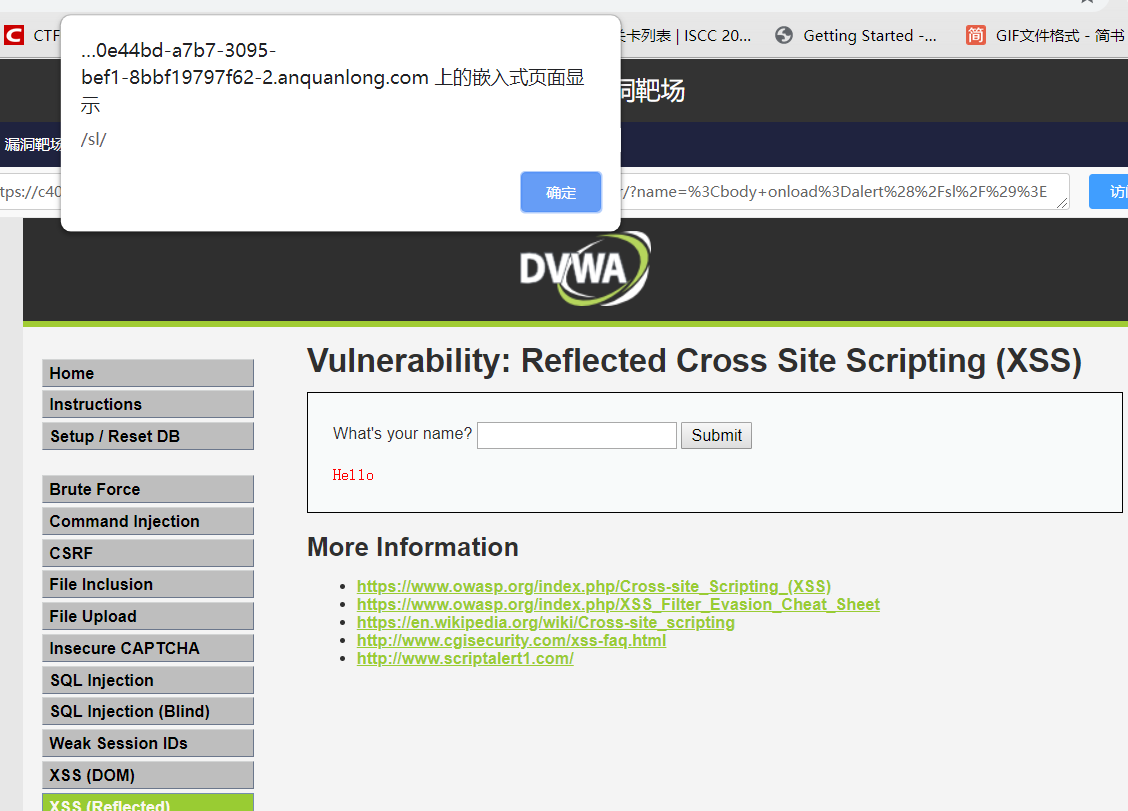 CTF
卡列表 | ISCC 20...
Getting Started -...
简
GIF文件格式 - 简书
...0e44bd-a7b7-3095-
bef1-8bbf19797f62-2.anquanlong.com 上的嵌入式页面显
示
/sl/
确定
洞靶场
漏洞靶场
tps://c40
r/?name=%3Cbody+onload%3Dalert%28%2Fsl%2F%29%3E
DVWA
Vulnerability: Reflected Cross Site Scripting (XSS)
What's your name?
Submit
Hello
More Information
https://www.owasp.org/index.php/Cross-site_Scripting_(XSS)
https://www.owasp.org/index.php/XSS_Filter_Evasion_Cheat_Sheet
https://en.wikipedia.org/wiki/Cross-site_scripting
http://www.cgisecurity.com/xss-faq.html
http://www.scriptalert1.com/
Home
Instructions
Setup / Reset DB
Brute Force
Command Injection
CSRF
File Inclusion
File Upload
Insecure CAPTCHA
SQL Injection
SQL Injection (Blind)
Weak Session IDs
XSS (DOM)
XSS (Reflected)